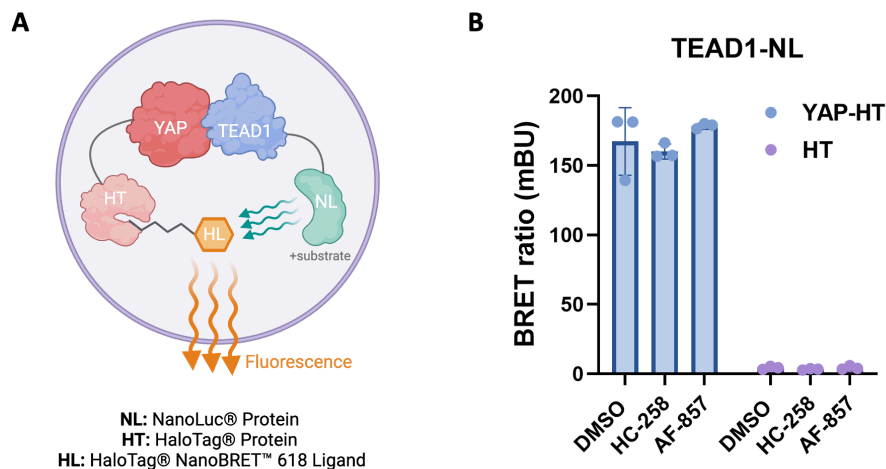 A
YAP
TEAD1
HT
NL
HL
+substrate
Fluorescence
NL: NanoLuc® Protein
HT: HaloTag® Protein
HL: HaloTag® NanoBRET™ 618 Ligand
B
TEAD1-NL
BRET ratio (mBU)
200
150
100
50
0
YAP-HT
HT
DMSO
HC-258
AF-857
DMSO
HC-258
AF-857